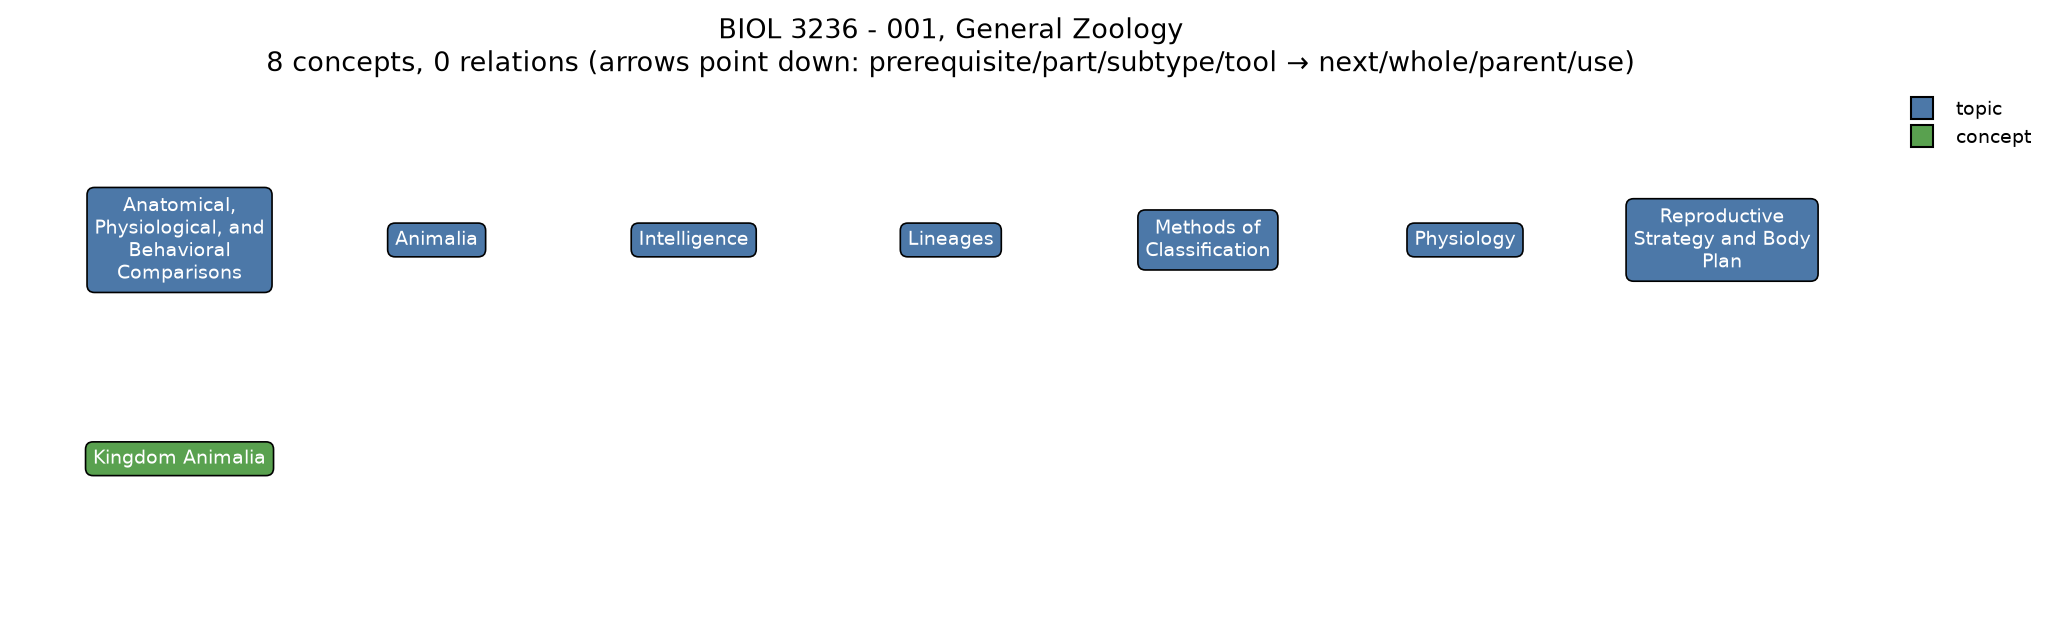 BIOL 3236 - 001, General Zoology
8 concepts, 0 relations (arrows point down: prerequisite/part/subtype/tool → next/whole/parent/use)
topic
concept
Anatomical,
Physiological, and
Behavioral
Comparisons
Animalia
Intelligence
Lineages
Methods of
Classification
Physiology
Reproductive
Strategy and Body
Plan
Kingdom Animalia